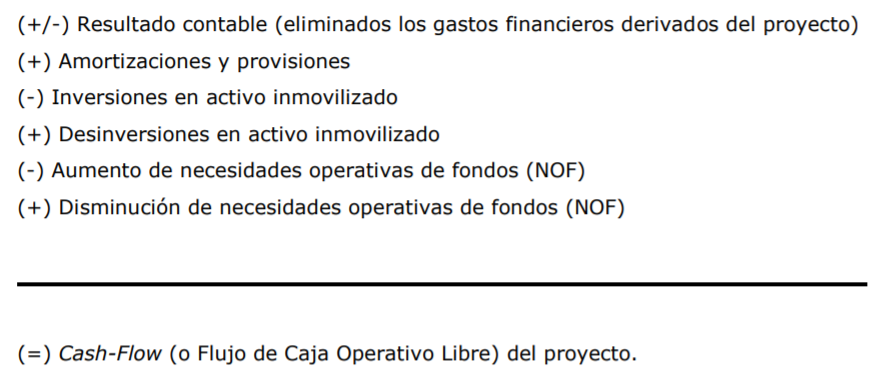 (+/-) Resultado contable (eliminados los gastos financieros derivados del proyecto)
(+) Amortizaciones y provisiones
(-) Inversiones en activo inmovilizado
(+) Desinversiones en activo inmovilizado
(-) Aumento de necesidades operativas de fondos (NOF)
(+) Disminución de necesidades operativas de fondos (NOF)
(=) Cash-Flow (o Flujo de Caja Operativo Libre) del proyecto.